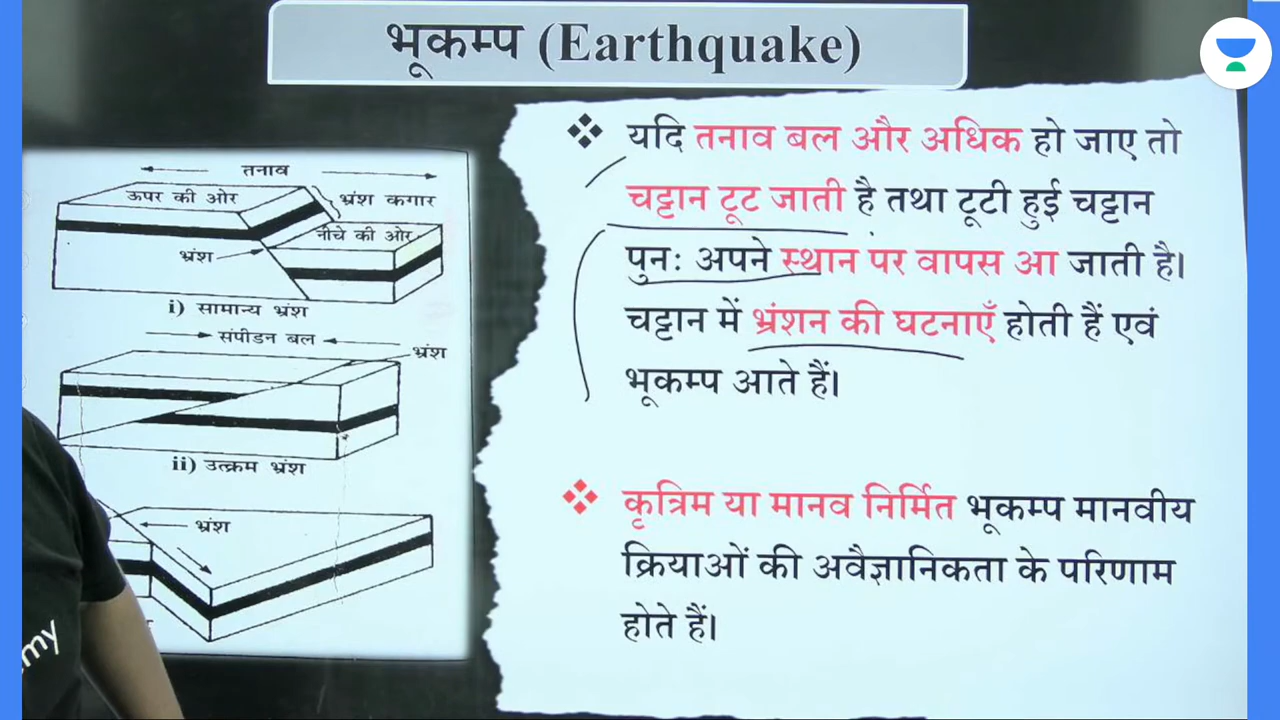 भूकम्प (Earthquake)
तनाव
ऊपर की ओर
भ्रंश कगार
नीचे की ओर
भ्रंश
i) सामान्य भ्रंश
संपीडन बल
भ्रंश
ii) उत्क्रम भ्रंश
भ्रंश
my
यदि तनाव बल और अधिक हो जाए तो
चट्टान टूट जाती है तथा टूटी हुई चट्टान
पुनः अपने स्थान पर वापस आ जाती है।
चट्टान में भ्रंशन की घटनाएँ होती हैं एवं
भूकम्प आते हैं।
कृत्रिम या मानव निर्मित भूकम्प मानवीय
क्रियाओं की अवैज्ञानिकता के परिणाम
होते हैं।